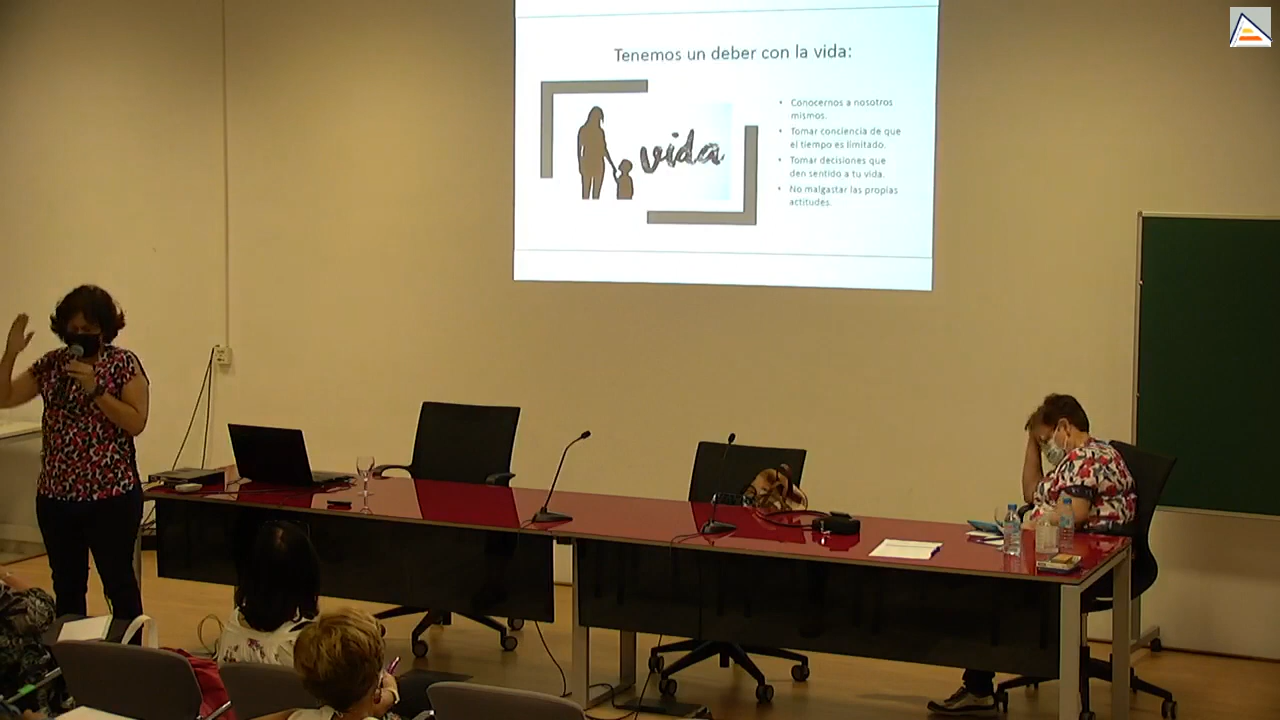 Tenemos un deber con la vida:
vida
• Conocernos a nosotros
mismos.
• Tomar conciencia de que
el tiempo es limitado.
• Tomar decisiones que
den sentido a tu vida.
• No malgastar las propias
actitudes.